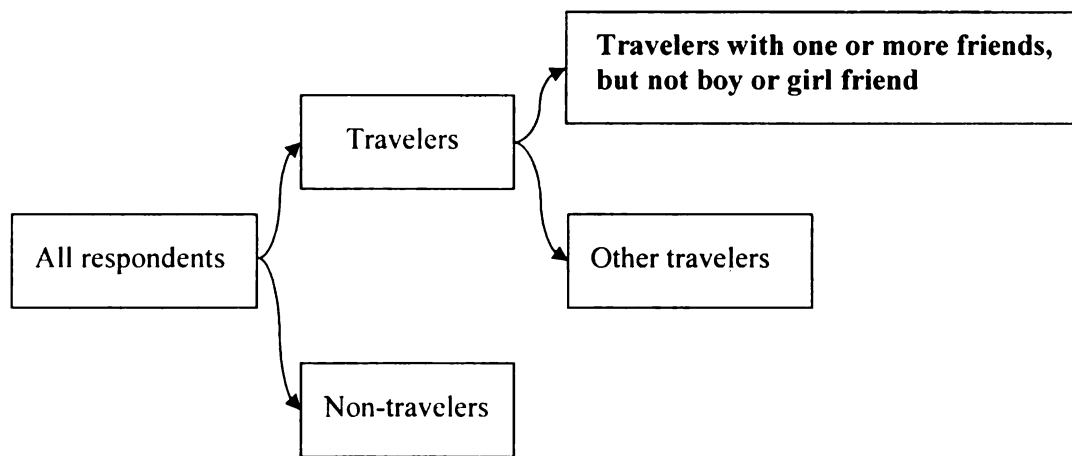 Travelers with one or more friends,
but not boy or girl friend
Travelers
All respondents
Other travelers
Non-travelers